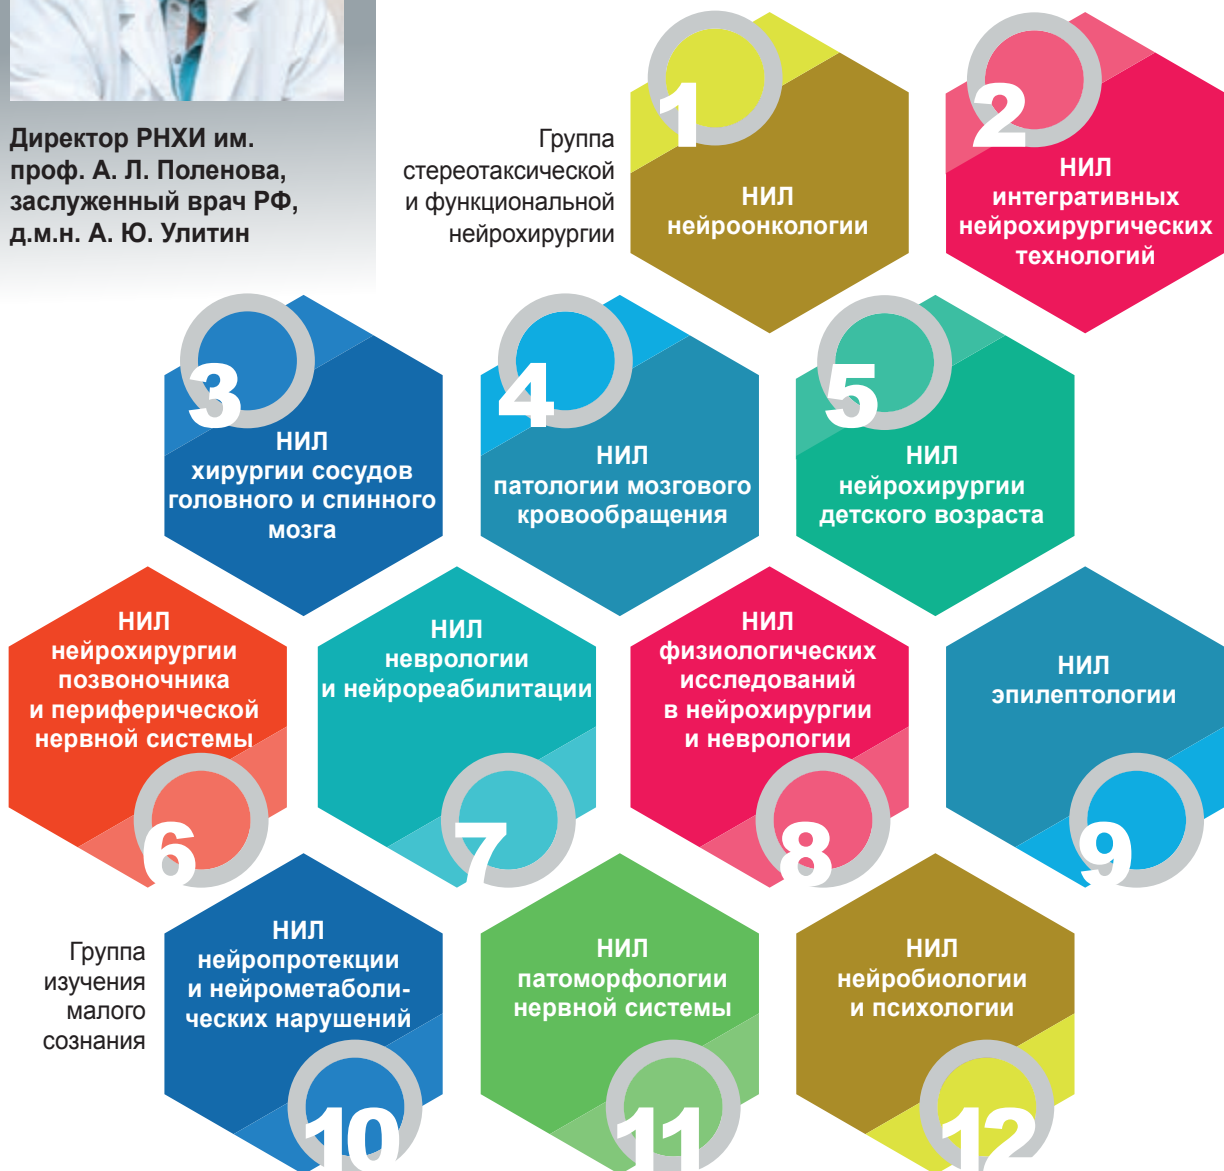 Директор РНХИ им.
проф. А. Л. Поленова,
заслуженный врач РФ,
д.м.н. А. Ю. Улитин
Группа
стереотаксической
и функциональной
нейрохирургии
1
НИЛ
нейроонкологии
2
НИЛ
интегративных
нейрохирургических
технологий
3
НИЛ
хирургии сосудов
головного и спинного
мозга
4
НИЛ
патологии мозгового
кровообращения
5
НИЛ
нейрохирургии
детского возраста
НИЛ
нейрохирургии
позвоночника
и периферической
нервной системы
6
НИЛ
неврологии
и нейрореабилитации
7
НИЛ
физиологических
исследований
в нейрохирургии
и неврологии
8
НИЛ
эпилептологии
9
Группа
изучения
малого
сознания
НИЛ
нейропротекции
и нейрометаболи-
ческих нарушений
10
НИЛ
патоморфологии
нервной системы
11
НИЛ
нейробиологии
и психологии
12